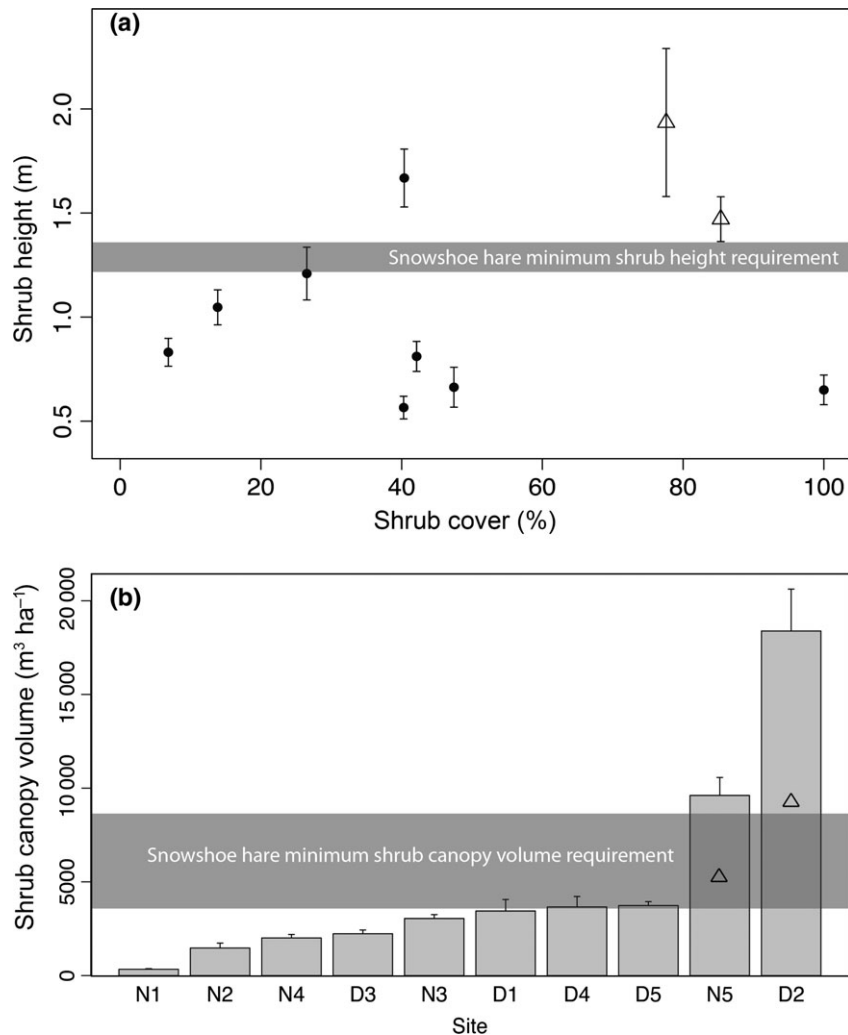 (a)
Shrub height (m)
2.0
1.5
1.0
0.5
Snowshoe hare minimum shrub height requirement
0 20 40 60 80 100
Shrub cover (%)
(b)
Shrub canopy volume (m³ ha⁻¹)
20 000
15 000
10 000
5000
0
Snowshoe hare minimum shrub canopy volume requirement
N1 N2 N4 D3 N3 D1 D4 D5 N5 D2
Site